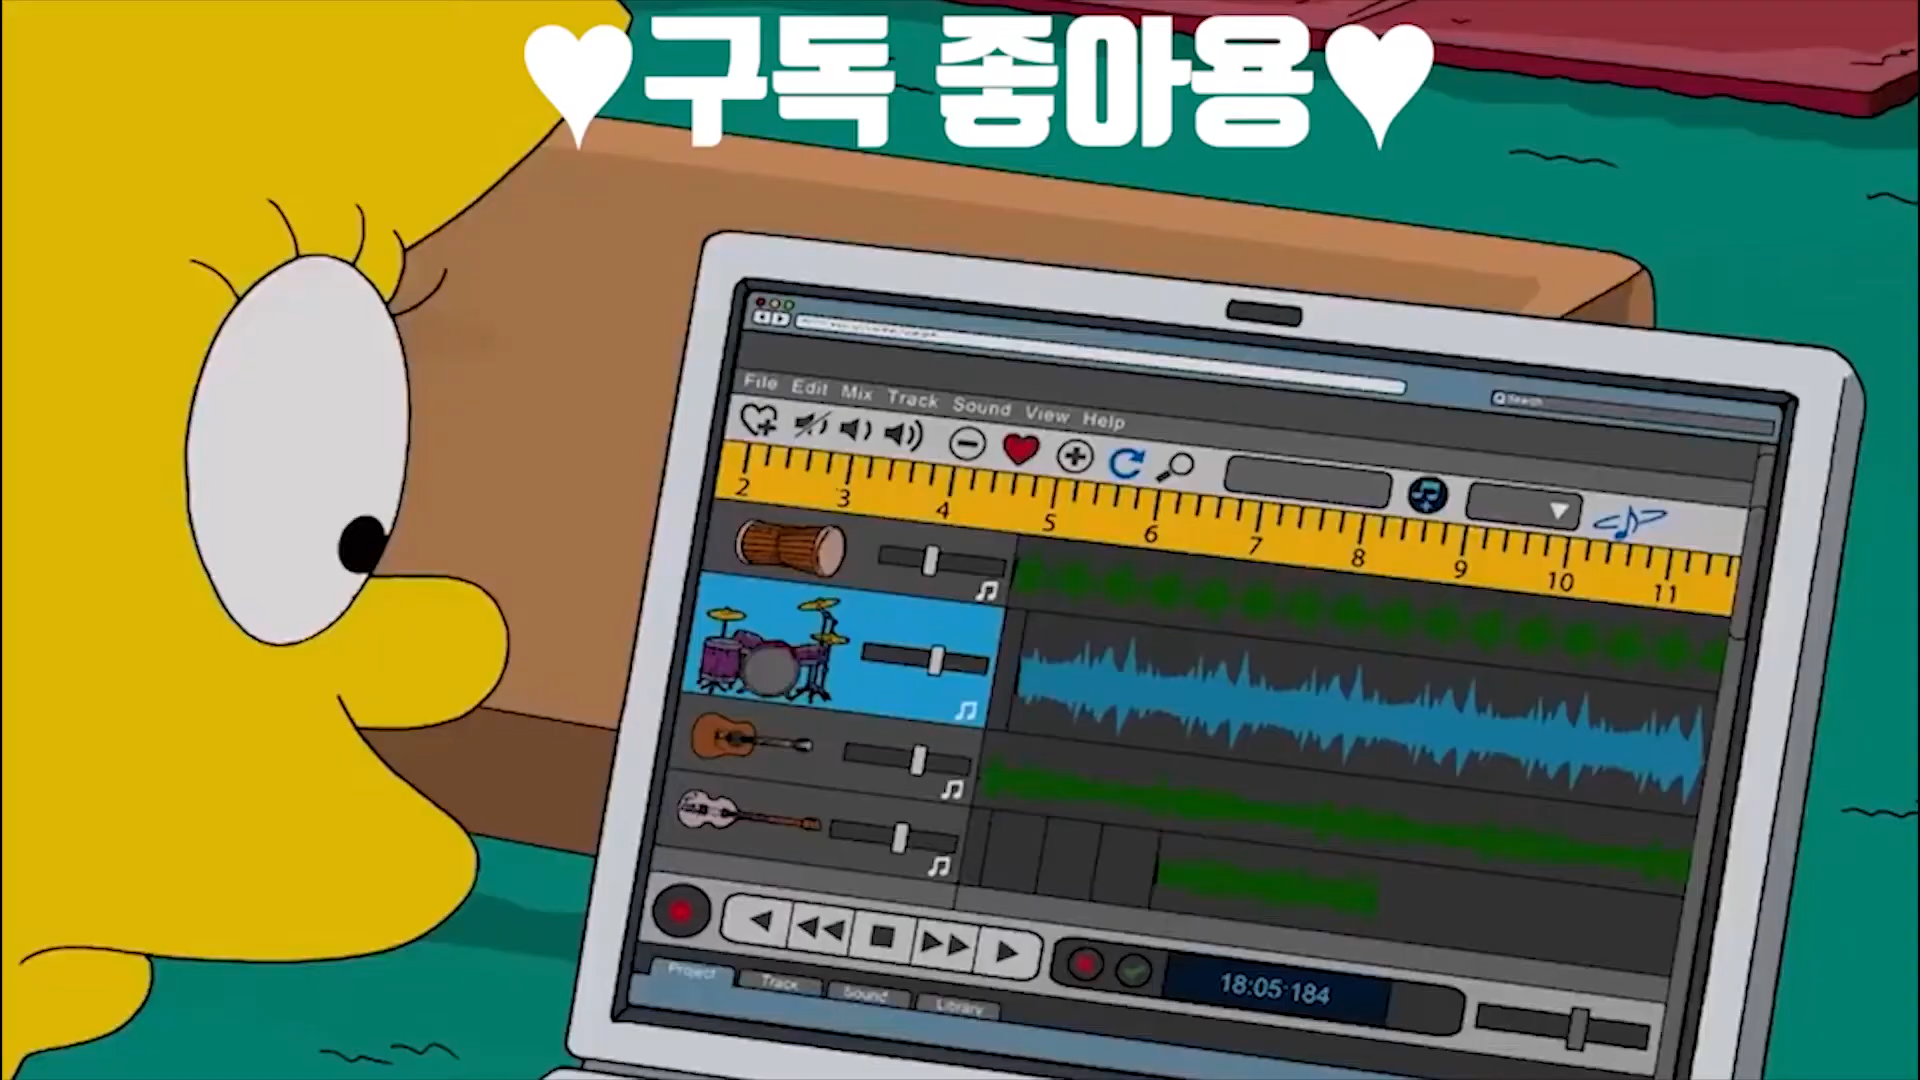 ♥구독 좋아용♥
Search
File Edit Mix Track Sound View Help
2 3 4 5 6 7 8 9 10 11
18:05:184
Project Track Sound Library